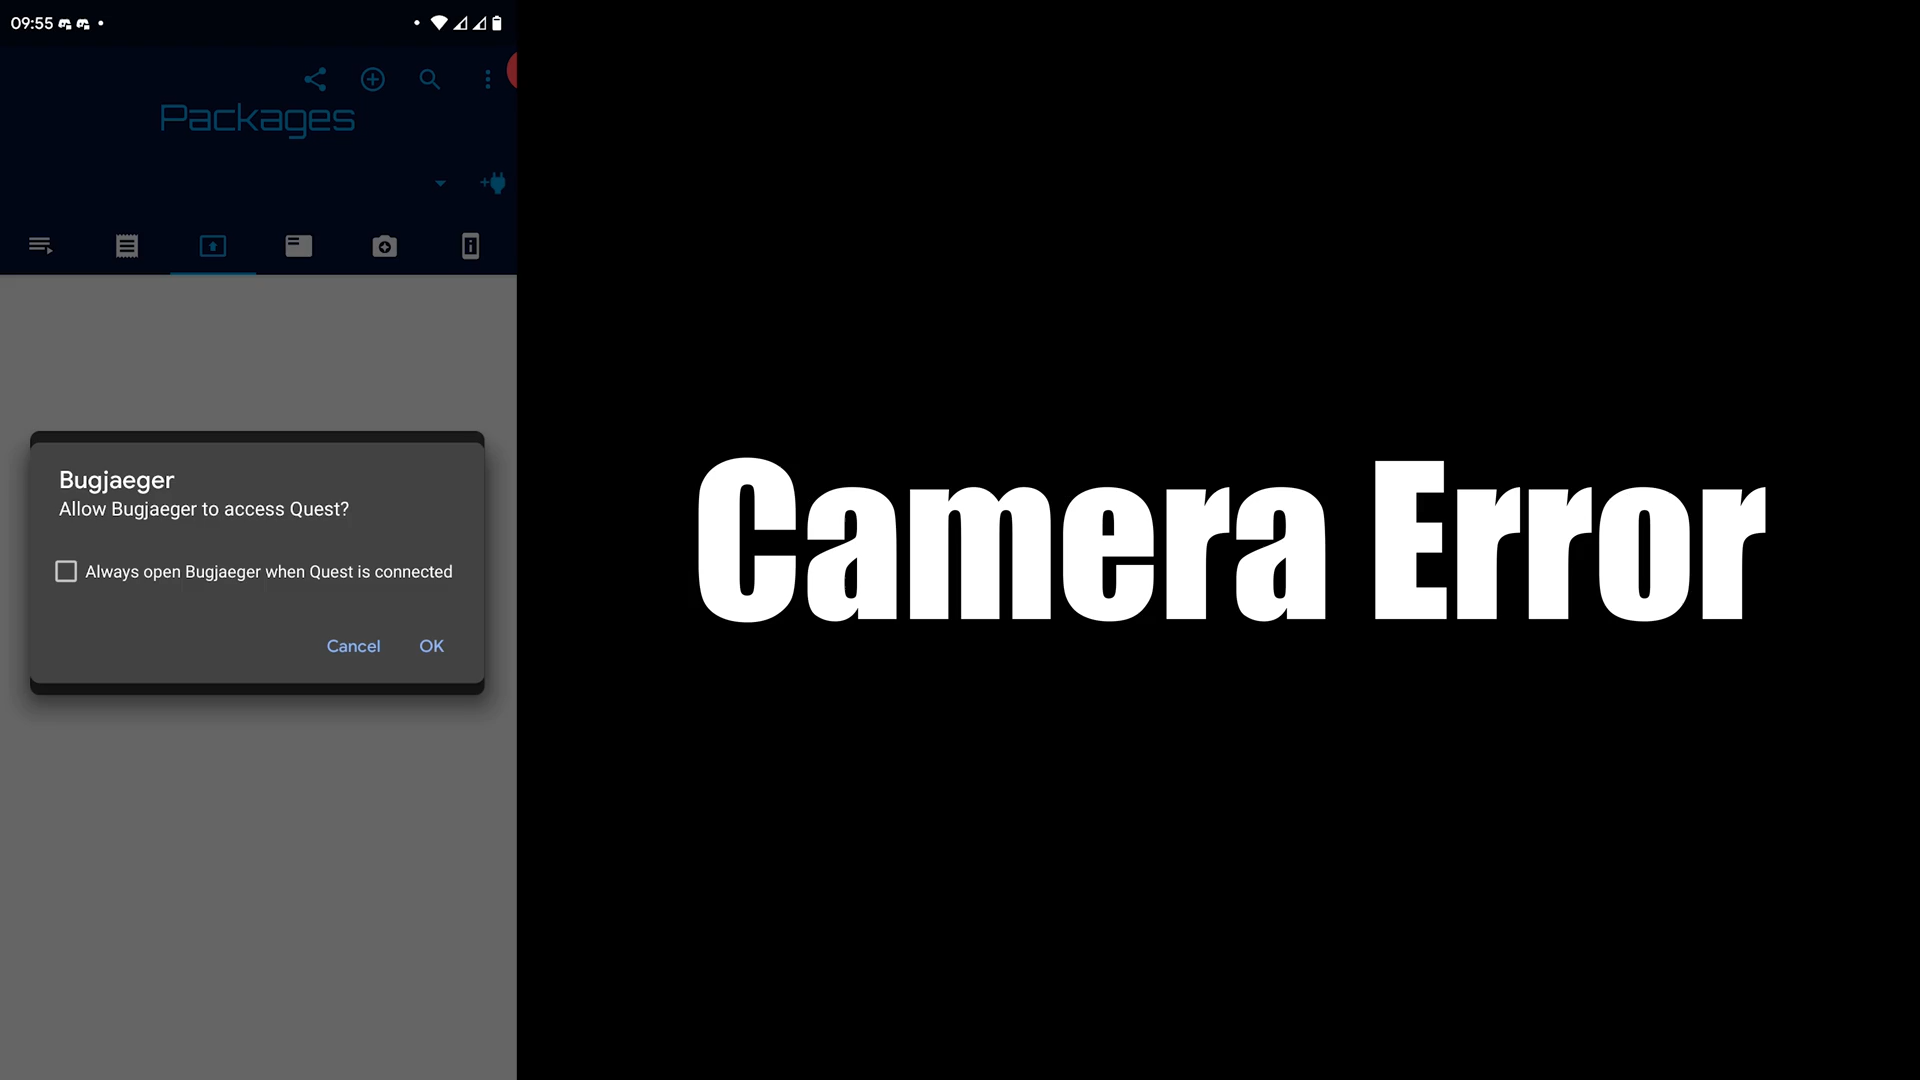 09:55
Packages
Bugjaeger
Allow Bugjaeger to access Quest?
Always open Bugjaeger when Quest is connected
Cancel OK
Camera Error